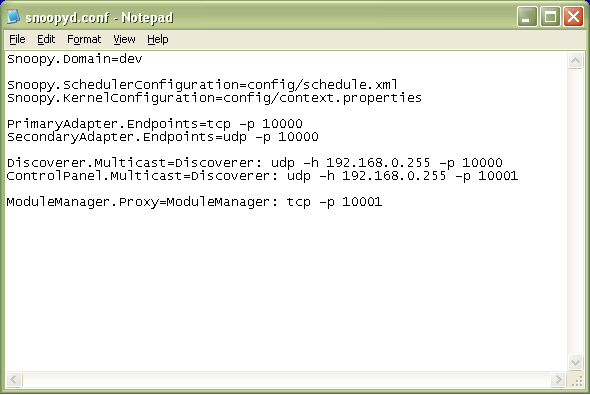 snoopyd.conf - Notepad
File Edit Format View Help
Snoopy.Domain=dev
Snoopy.SchedulerConfiguration=config/schedule.xml
Snoopy.KernelConfiguration=config/context.properties
PrimaryAdapter.Endpoints=tcp -p 10000
SecondaryAdapter.Endpoints=udp -p 10000
Discoverer.Multicast=Discoverer: udp -h 192.168.0.255 -p 10000
ControlPanel.Multicast=Discoverer: udp -h 192.168.0.255 -p 10001
ModuleManager.Proxy=ModuleManager: tcp -p 10001